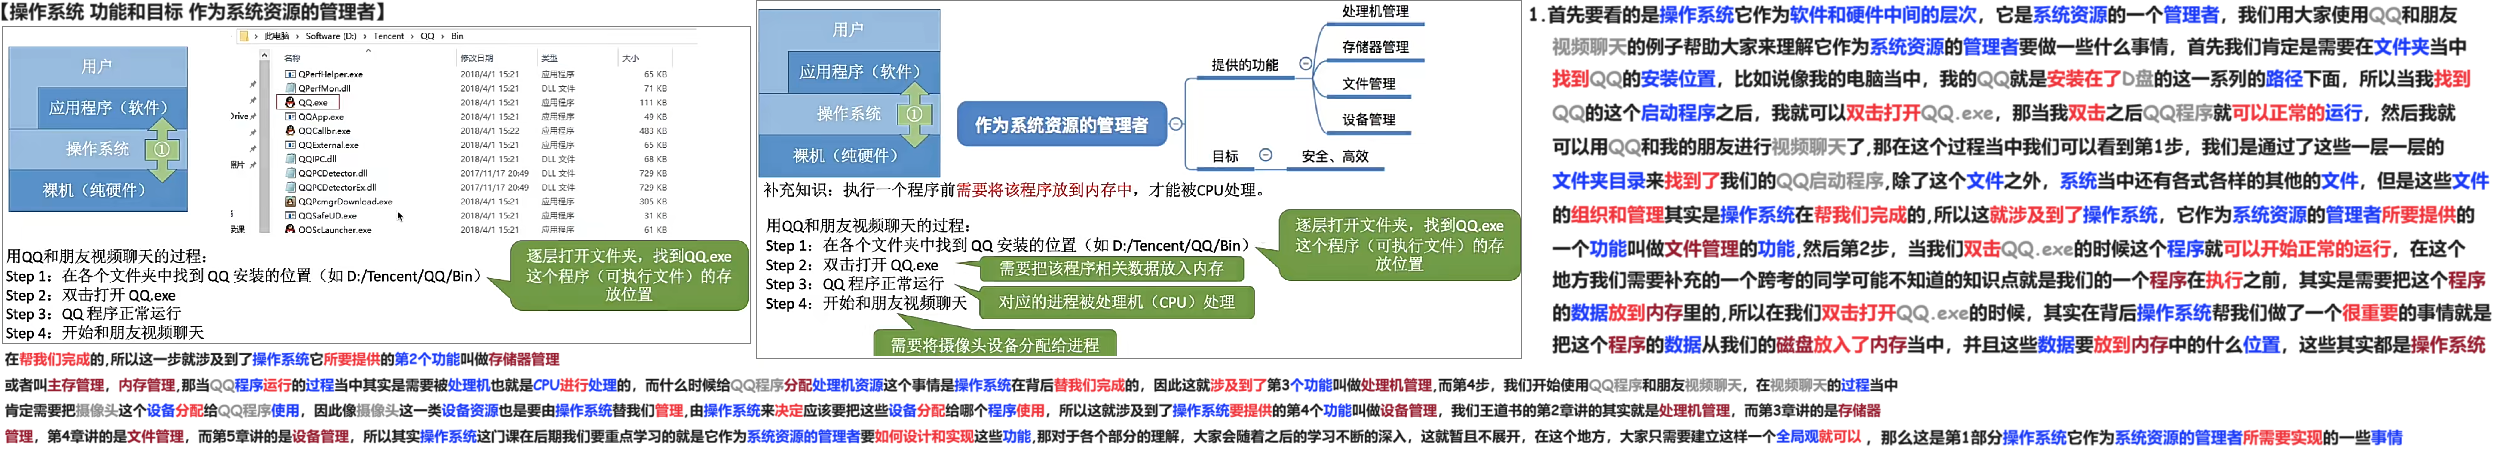 【操作系统 功能和目标 作为系统资源的管理者】
用户
应用程序（软件）
操作系统
①
裸机（纯硬件）
此电脑 > Software (D:) > Tencent > QQ > Bin
名称 修改日期 类型 大小
QPerfHelper.exe 2018/4/1 15:21 应用程序 65 KB
QPerfMon.dll 2018/4/1 15:21 DLL 文件 71 KB
QQ.exe 2018/4/1 15:21 应用程序 111 KB
QQApp.exe 2018/4/1 15:21 应用程序 49 KB
QQCallbr.exe 2018/4/1 15:22 应用程序 483 KB
QQExternal.exe 2018/4/1 15:21 应用程序 65 KB
QQIPC.dll 2018/4/1 15:21 DLL 文件 68 KB
QQPCDetector.dll 2017/11/17 20:49 DLL 文件 729 KB
QQPCDetectorEx.dll 2017/11/17 20:49 DLL 文件 729 KB
QQPcmgrDownload.exe 2018/4/1 15:21 应用程序 305 KB
QQSafeUD.exe 2018/4/1 15:21 应用程序 31 KB
QQScLauncher.exe 2018/4/1 15:21 应用程序 61 KB
用QQ和朋友视频聊天的过程：
Step 1：在各个文件夹中找到 QQ 安装的位置（如 D:/Tencent/QQ/Bin）
Step 2：双击打开 QQ.exe
Step 3：QQ 程序正常运行
Step 4：开始和朋友视频聊天
逐层打开文件夹，找到QQ.exe
这个程序（可执行文件）的存
放位置
用户
应用程序（软件）
操作系统
①
裸机（纯硬件）
作为系统资源的管理者
提供的功能
处理机管理
存储器管理
文件管理
设备管理
目标
安全、高效
补充知识：执行一个程序前需要将该程序放到内存中，才能被CPU处理。
用QQ和朋友视频聊天的过程：
Step 1：在各个文件夹中找到 QQ 安装的位置（如 D:/Tencent/QQ/Bin）
Step 2：双击打开 QQ.exe
Step 3：QQ 程序正常运行
Step 4：开始和朋友视频聊天
逐层打开文件夹，找到QQ.exe
这个程序（可执行文件）的存
放位置
需要把该程序相关数据放入内存
对应的进程被处理机（CPU）处理
需要将摄像头设备分配给进程
1.首先要看的是操作系统它作为软件和硬件中间的层次，它是系统资源的一个管理者，我们用大家使用QQ和朋友
视频聊天的例子帮助大家来理解它作为系统资源的管理者要做一些什么事情，首先我们肯定是需要在文件夹当中
找到QQ的安装位置，比如说像我的电脑当中，我的QQ就是安装在了D盘的这一系列的路径下面，所以当我找到
QQ的这个启动程序之后，我就可以双击打开QQ.exe，那当我双击之后QQ程序就可以正常的运行，然后我就
可以用QQ和我的朋友进行视频聊天了,那在这个过程当中我们可以看到第1步，我们是通过了这些一层一层的
文件夹目录来找到了我们的QQ启动程序,除了这个文件之外，系统当中还有各式各样的其他的文件，但是这些文件
的组织和管理其实是操作系统在帮我们完成的,所以这就涉及到了操作系统，它作为系统资源的管理者所要提供的
一个功能叫做文件管理的功能,然后第2步，当我们双击QQ.exe的时候这个程序就可以开始正常的运行，在这个
地方我们需要补充的一个跨考的同学可能不知道的知识点就是我们的一个程序在执行之前，其实是需要把这个程序
的数据放到内存里的,所以在我们双击打开QQ.exe的时候，其实在背后操作系统帮我们做了一个很重要的事情就是
把这个程序的数据从我们的磁盘放入了内存当中，并且这些数据要放到内存中的什么位置，这些其实都是操作系统
在帮我们完成的,所以这一步就涉及到了操作系统它所要提供的第2个功能叫做存储器管理
或者叫主存管理，内存管理,那当QQ程序运行的过程当中其实是需要被处理机也就是CPU进行处理的，而什么时候给QQ程序分配处理机资源这个事情是操作系统在背后替我们完成的，因此这就涉及到了第3个功能叫做处理机管理,而第4步，我们开始使用QQ程序和朋友视频聊天，在视频聊天的过程当中
肯定需要把摄像头这个设备分配给QQ程序使用，因此像摄像头这一类设备资源也是要由操作系统替我们管理,由操作系统来决定应该要把这些设备分配给哪个程序使用，所以这就涉及到了操作系统要提供的第4个功能叫做设备管理，我们王道书的第2章讲的其实就是处理机管理，而第3章讲的是存储器
管理，第4章讲的是文件管理，而第5章讲的是设备管理，所以其实操作系统这门课在后期我们要重点学习的就是它作为系统资源的管理者要如何设计和实现这些功能,那对于各个部分的理解，大家会随着之后的学习不断的深入，这就暂且不展开，在这个地方，大家只需要建立这样一个全局观就可以，那么这是第1部分操作系统它作为系统资源的管理者所需要实现的一些事情